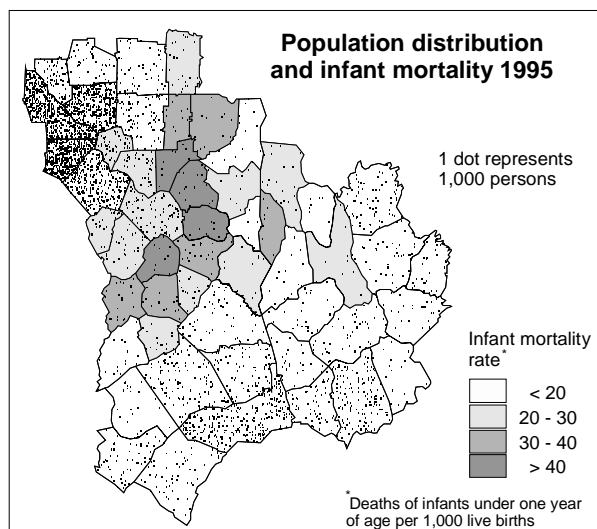 Population distribution
and infant mortality 1995
1 dot represents
1,000 persons
Infant mortality
rate*
< 20
20 - 30
30 - 40
> 40
*Deaths of infants under one year
of age per 1,000 live births